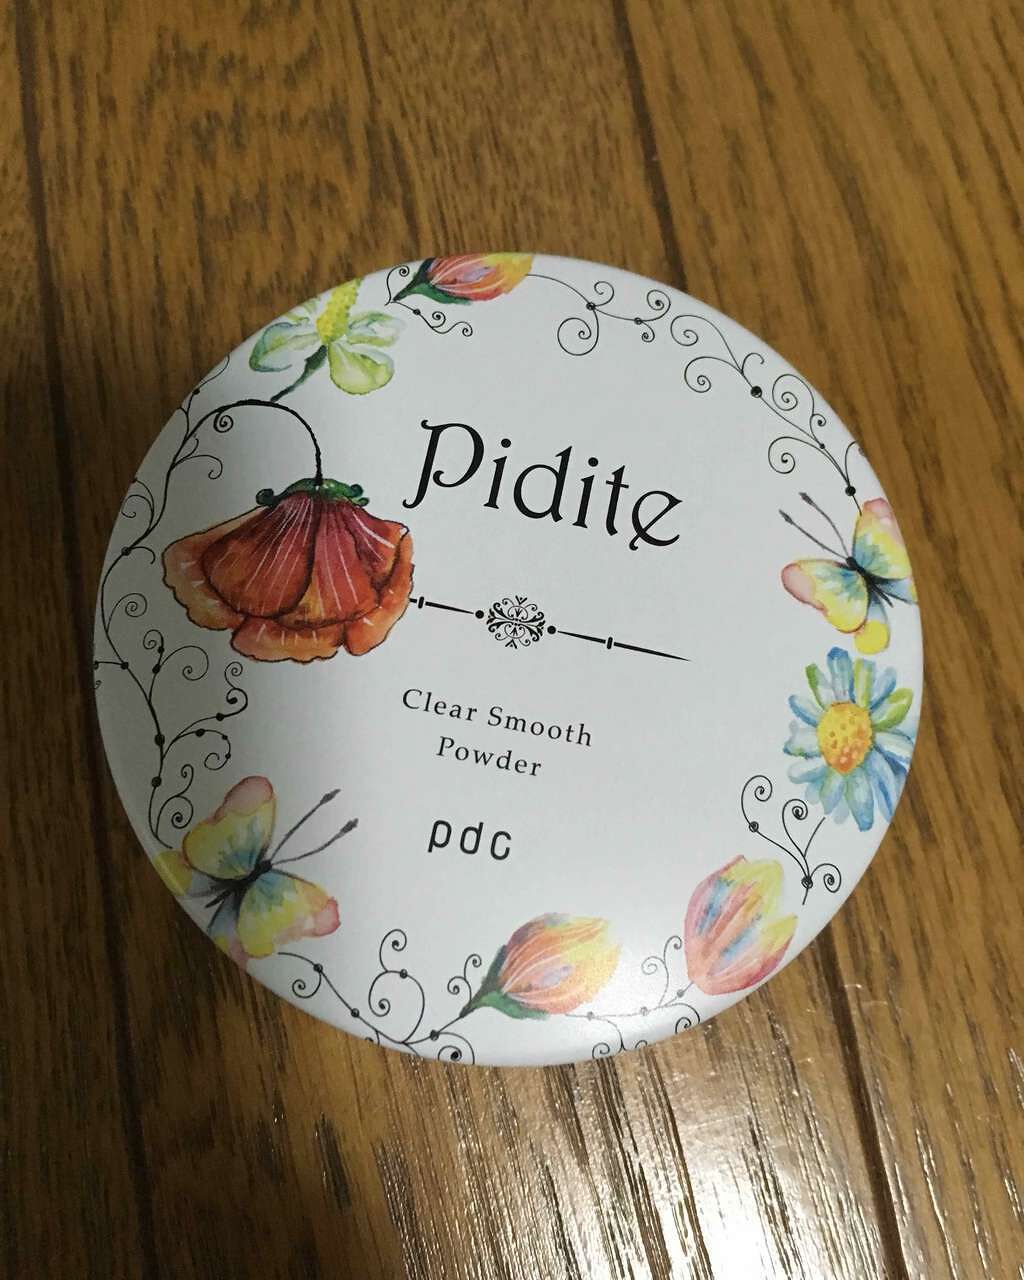 Pidite
Clear Smooth
Powder
pdc